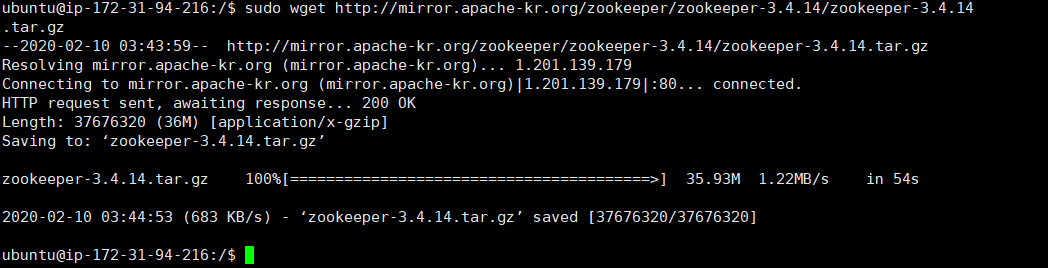 ubuntu@ip-172-31-94-216:/$ sudo wget http://mirror.apache-kr.org/zookeeper/zookeeper-3.4.14/zookeeper-3.4.14
.tar.gz
--2020-02-10 03:43:59--  http://mirror.apache-kr.org/zookeeper/zookeeper-3.4.14/zookeeper-3.4.14.tar.gz
Resolving mirror.apache-kr.org (mirror.apache-kr.org)... 1.201.139.179
Connecting to mirror.apache-kr.org (mirror.apache-kr.org)|1.201.139.179|:80... connected.
HTTP request sent, awaiting response... 200 OK
Length: 37676320 (36M) [application/x-gzip]
Saving to: ‘zookeeper-3.4.14.tar.gz’
zookeeper-3.4.14.tar.gz    100%[========================================>]  35.93M  1.22MB/s    in 54s
2020-02-10 03:44:53 (683 KB/s) - ‘zookeeper-3.4.14.tar.gz’ saved [37676320/37676320]
ubuntu@ip-172-31-94-216:/$